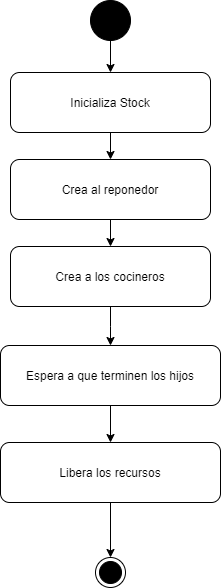 Inicializa Stock
Crea al reponedor
Crea a los cocineros
Espera a que terminen los hijos
Libera los recursos